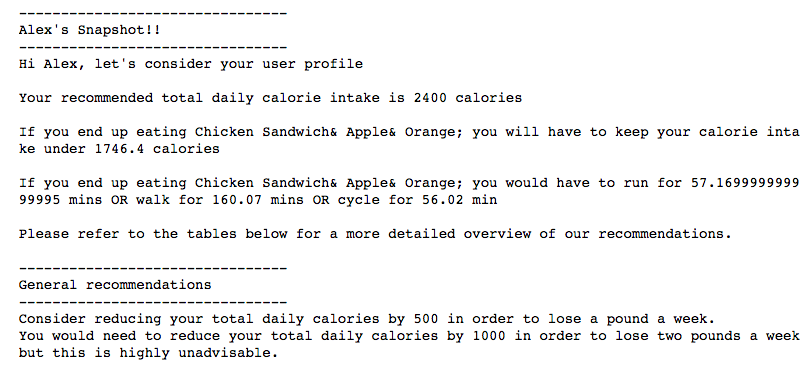 --------------------------------
Alex's Snapshot!!
--------------------------------
Hi Alex, let's consider your user profile
Your recommended total daily calorie intake is 2400 calories
If you end up eating Chicken Sandwich& Apple& Orange; you will have to keep your calorie inta
ke under 1746.4 calories
If you end up eating Chicken Sandwich& Apple& Orange; you would have to run for 57.1699999999
99995 mins OR walk for 160.07 mins OR cycle for 56.02 min
Please refer to the tables below for a more detailed overview of our recommendations.
--------------------------------
General recommendations
--------------------------------
Consider reducing your total daily calories by 500 in order to lose a pound a week.
You would need to reduce your total daily calories by 1000 in order to lose two pounds a week
but this is highly unadvisable.